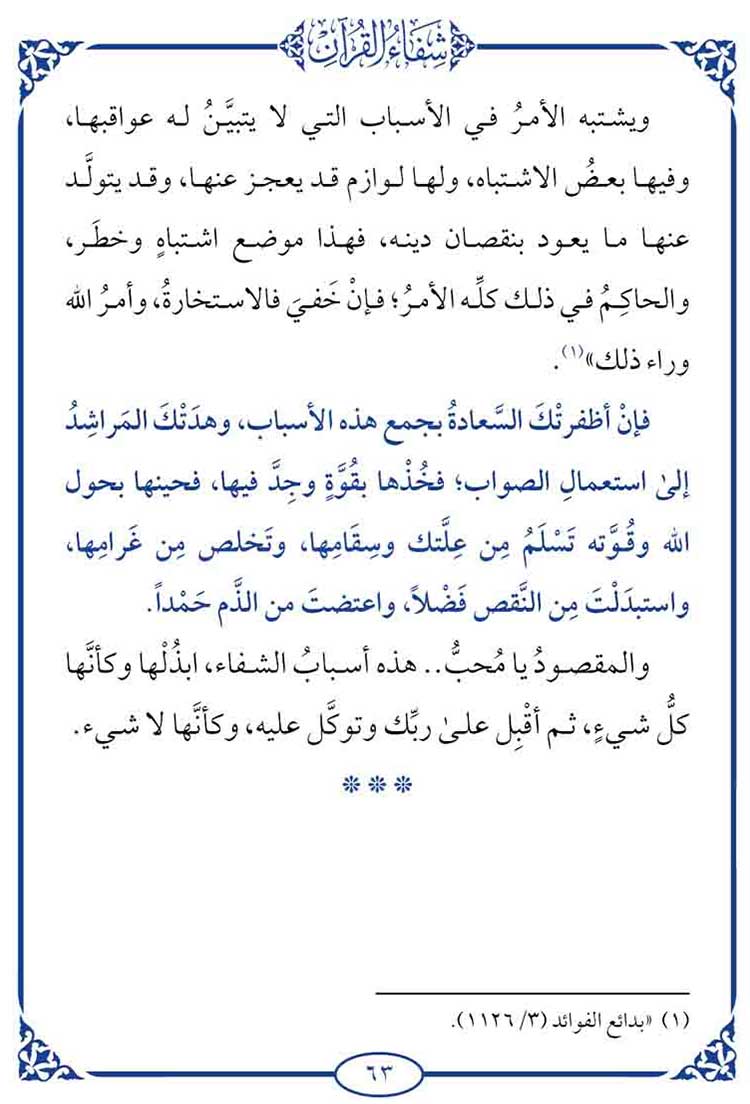 شِفَاءُ القُرْآن
ويشتبه الأمرُ في الأسباب التي لا يتبيَّنُ له عواقبها،
وفيها بعضُ الاشتباه، ولها لوازم قد يعجز عنها، وقد يتولَّد
عنها ما يعود بنقصان دينه، فهذا موضع اشتباهٍ وخطَر،
والحاكِمُ في ذلك كلِّه الأمرُ؛ فإنْ خَفيَ فالاستخارةُ، وأمرُ الله
وراء ذلك»(١).
فإنْ أظفرتْكَ السَّعادةُ بجمع هذه الأسباب، وهدَتْكَ المَراشِدُ
إلىٰ استعمالِ الصواب؛ فخُذْها بقُوَّةٍ وجِدَّ فيها، فحينها بحول
الله وقُوَّته تَسْلَمُ مِن عِلَّتك وسِقَامِها، وتَخلص مِن غَرامِها،
واستبدَلْتَ مِن النَّقص فَضْلاً، واعتضتَ من الذَّم حَمْداً.
والمقصودُ يا مُحبُّ.. هذه أسبابُ الشفاء، ابذُلْها وكأنَّها
كلُّ شيءٍ، ثم أقْبِل علىٰ ربِّك وتوكَّل عليه، وكأنَّها لا شيء.
(١) «بدائع الفوائد (٣/ ١١٢٦).
٦٣